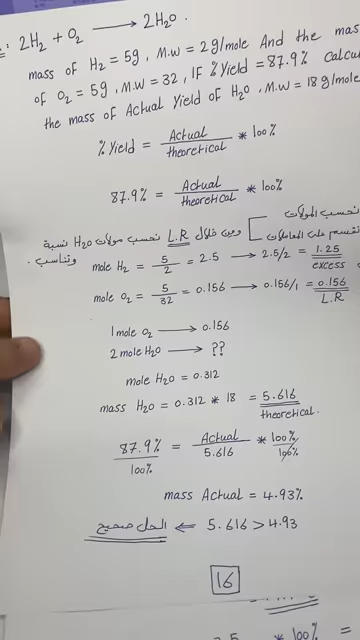 2H₂ + O₂ ⟶ 2H₂O .
mass of H₂ = 5g , M.w = 2 g/mole And the mas
of O₂ = 5g , M.w = 32 , IF % Yield = 87.9 % Calcu
the mass of Actual Yield of H₂O , M.w = 18 g/mole
% Yield = Actual / theoretical * 100%
87.9% = Actual / theoretical * 100%
نحسب المولات
نقسم على المعاملات
ومن خلال L.R نحسب مولات H₂O نسبة
وتناسب .
mole H₂ = 5/2 = 2.5 ⟶ 2.5/2 = 1.25
excess
mole O₂ = 5/32 = 0.156 ⟶ 0.156/1 = 0.156
L.R
1 mole O₂ ⟶ 0.156
2 mole H₂O ⟶ ??
mole H₂O = 0.312
mass H₂O = 0.312 * 18 = 5.616
theoretical .
87.9% / 100% = Actual / 5.616 * 100% / 100%
mass Actual = 4.93%
الحل صحيح ⟸ 5.616 > 4.93
16
* 100% =